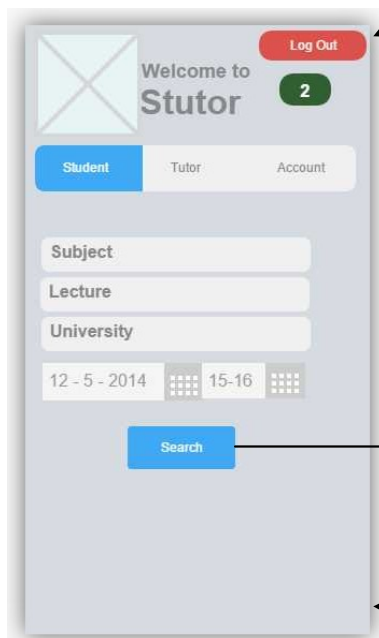 Log Out
Welcome to
Stutor
2
Student Tutor Account
Subject
Lecture
University
12 - 5 - 2014 15-16
Search